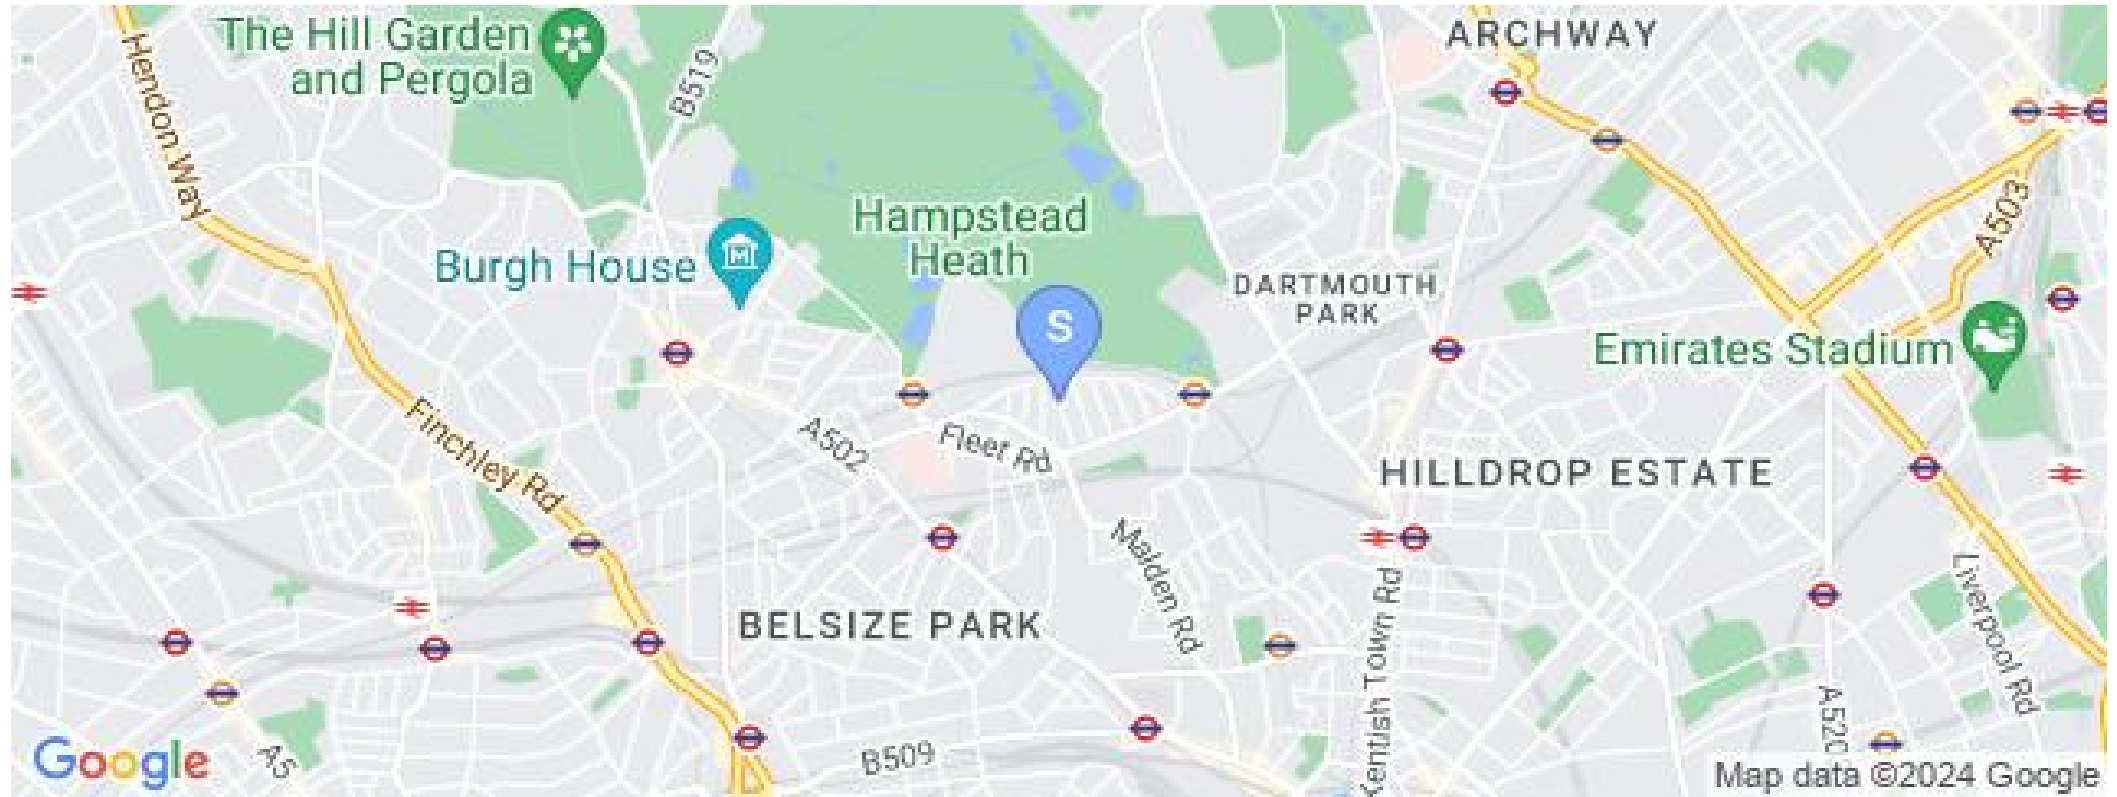 The Hill Garden
and Pergola
ARCHWAY
Hendon Way
B519
A503
Hampstead
Heath
Burgh House
DARTMOUTH
PARK
S
Emirates Stadium
Finchley Rd
A502
Fleet Rd
HILLDROP ESTATE
Malden Rd
Liverpool Rd
Kentish Town Rd
BELSIZE PARK
A520
A5
B509
Google
Map data ©2024 Google